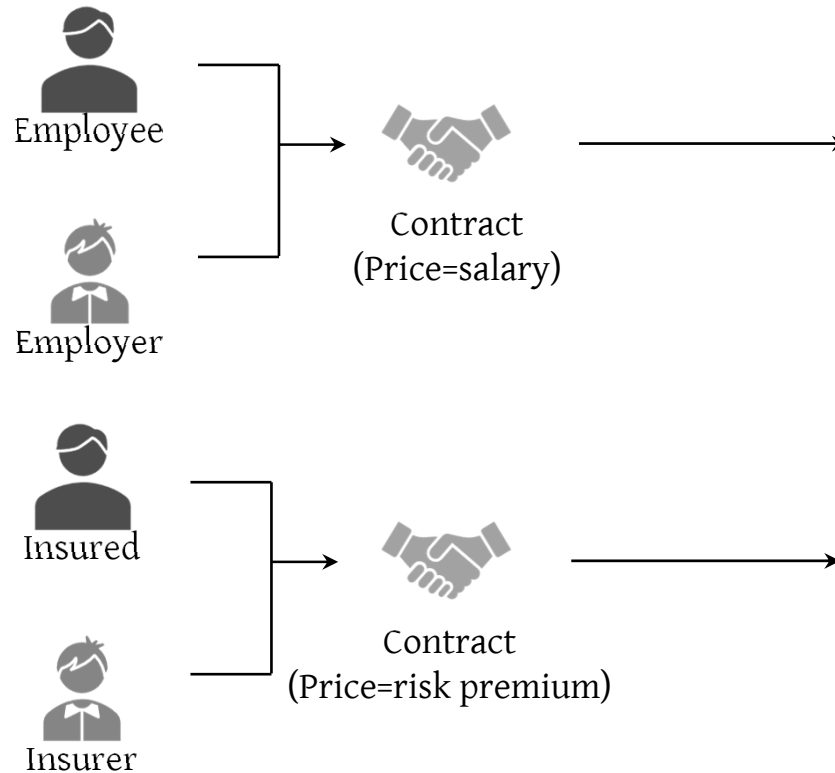 Employee
Contract
(Price=salary)
Employer
Insured
Contract
(Price=risk premium)
Insurer